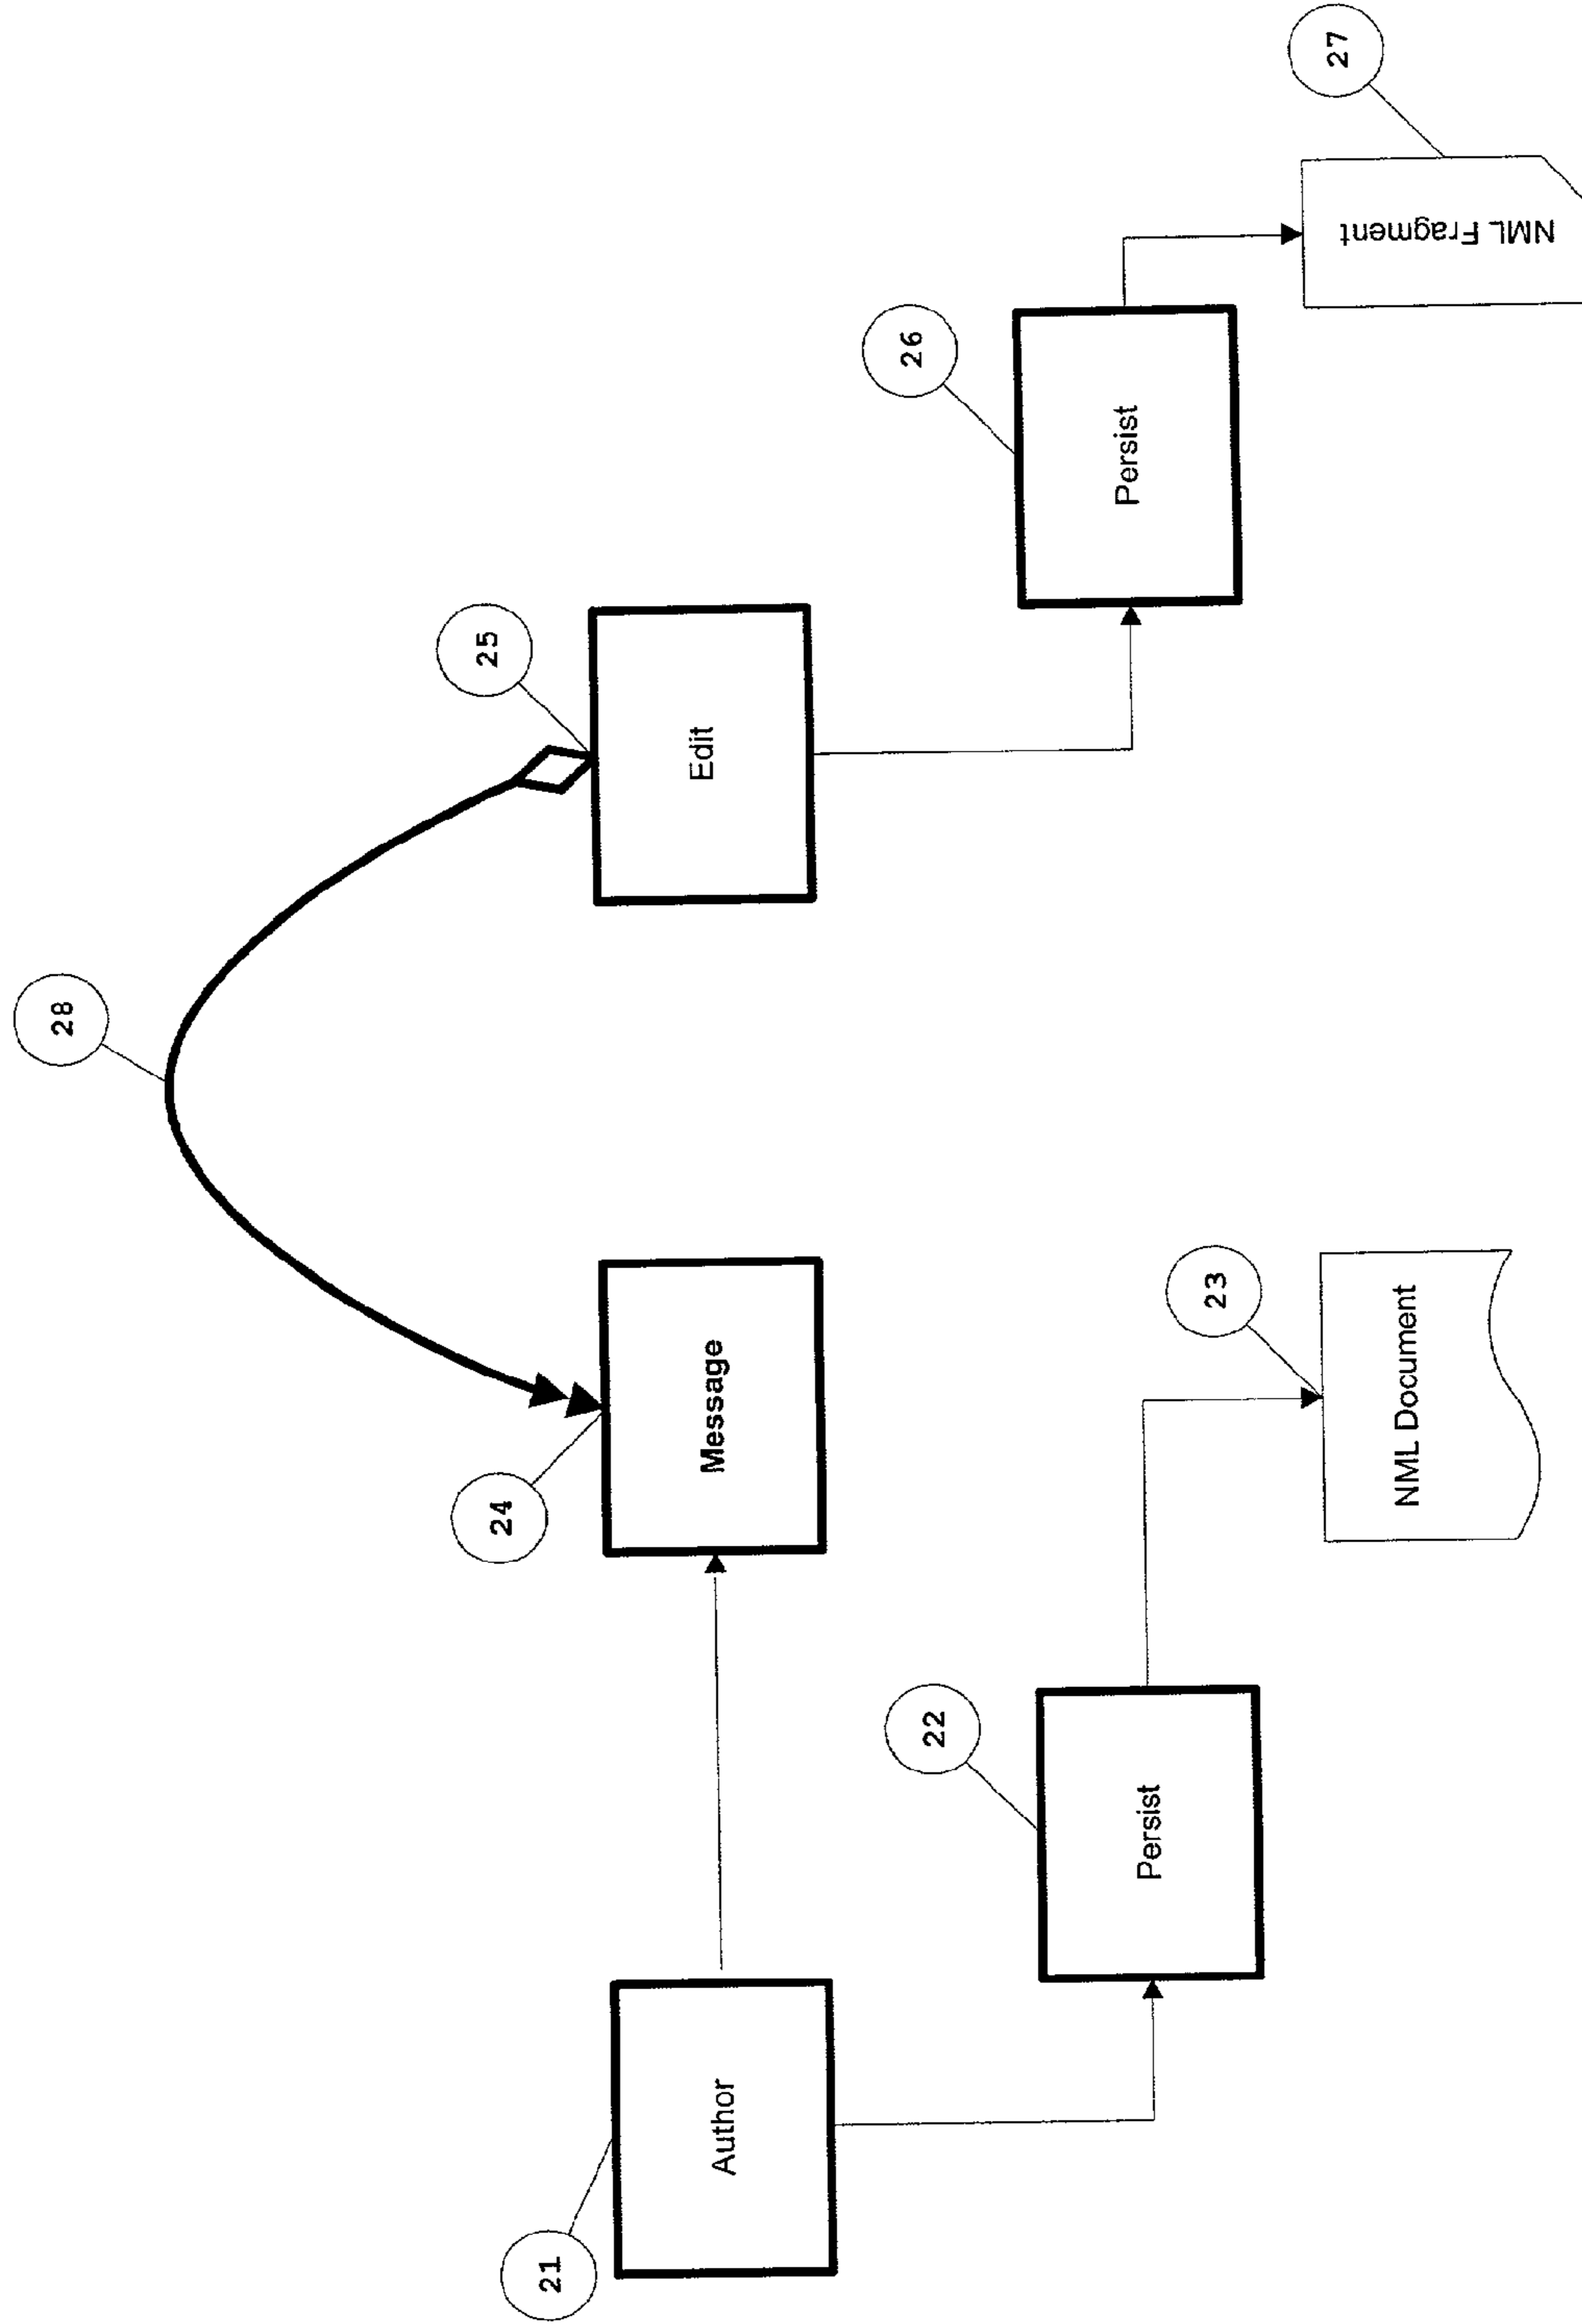 28
24
Message
25
Edit
21
Author
22
Persist
23
NML Document
26
Persist
27
NML Fragment